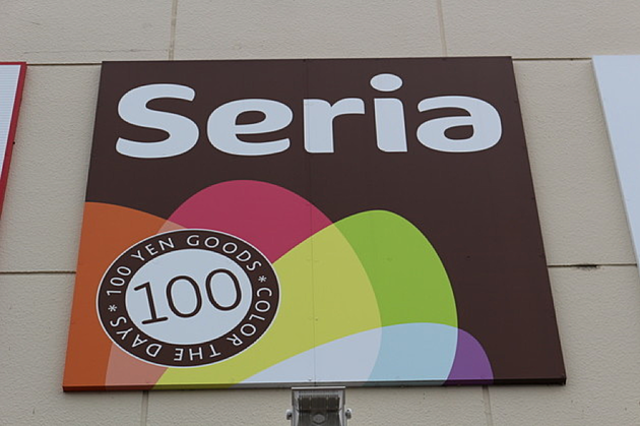 Seria
*100 YEN GOODS*
100
COLOR THE DAYS